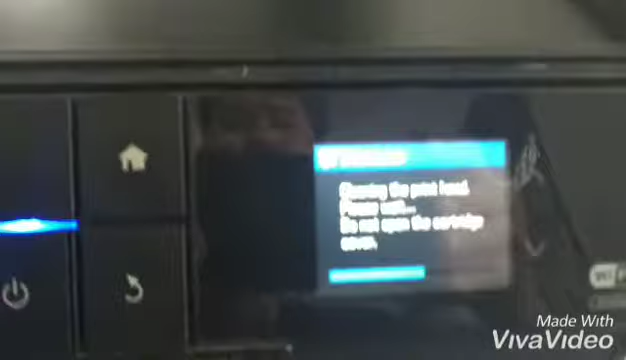 Cleaning the print head.
Please wait...
Do not open the cartridge
cover.
Made With
VivaVideo